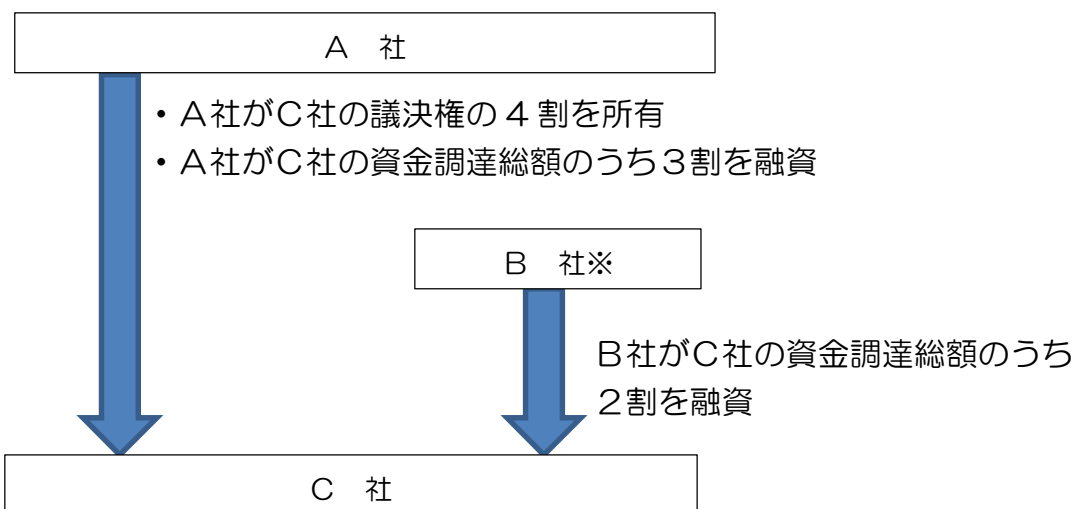 A 社
・A社がC社の議決権の4割を所有
・A社がC社の資金調達総額のうち3割を融資
B 社※
B社がC社の資金調達総額のうち
2割を融資
C 社